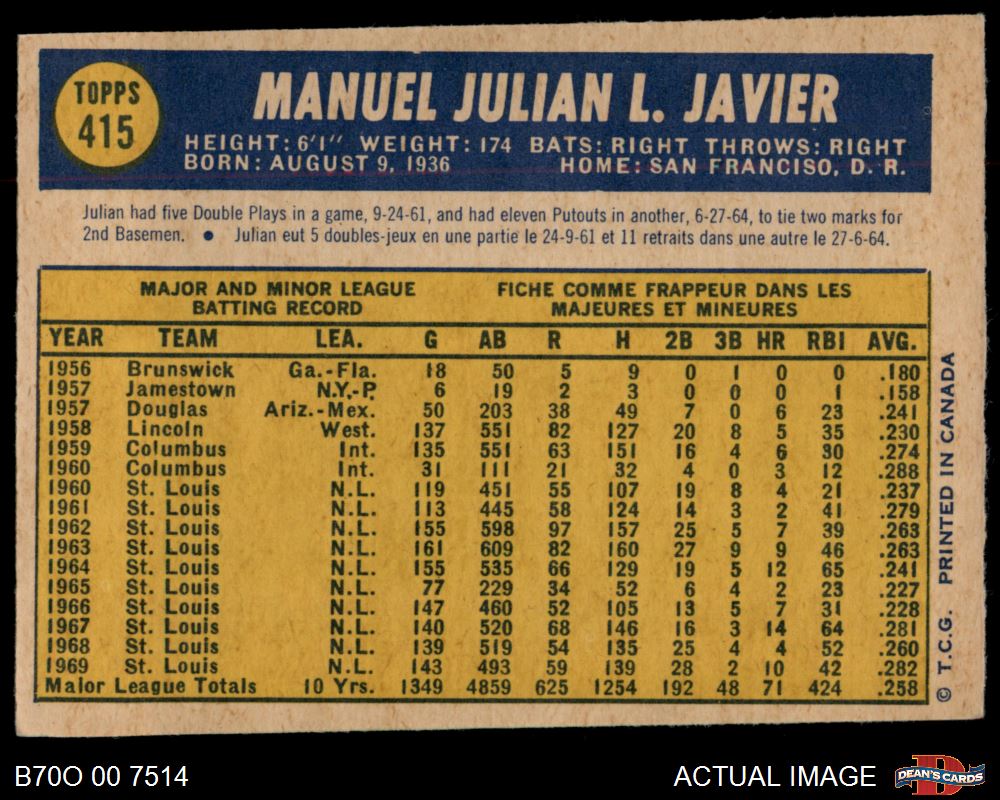 TOPPS
415
MANUEL JULIAN L. JAVIER
HEIGHT: 6'1" WEIGHT: 174 BATS: RIGHT THROWS: RIGHT
BORN: AUGUST 9, 1936 HOME: SAN FRANCISO, D. R.
Julian had five Double Plays in a game, 9-24-61, and had eleven Putouts in another, 6-27-64, to tie two marks for
2nd Basemen. ● Julian eut 5 doubles-jeux en une partie le 24-9-61 et 11 retraits dans une autre le 27-6-64.
MAJOR AND MINOR LEAGUE BATTING RECORD
FICHE COMME FRAPPEUR DANS LES MAJEURES ET MINEURES
YEAR TEAM LEA. G AB R H 2B 3B HR RBI AVG.
1956 Brunswick Ga.-Fla. 18 50 5 9 0 1 0 0 .180
1957 Jamestown N.Y.-P. 6 19 2 3 0 0 0 1 .158
1957 Douglas Ariz.-Mex. 50 203 38 49 7 0 6 23 .241
1958 Lincoln West. 137 551 82 127 20 8 5 35 .230
1959 Columbus Int. 135 551 63 151 16 4 6 30 .274
1960 Columbus Int. 31 111 21 32 4 0 3 12 .288
1960 St. Louis N.L. 119 451 55 107 19 8 4 21 .237
1961 St. Louis N.L. 113 445 58 124 14 3 2 41 .279
1962 St. Louis N.L. 155 598 97 157 25 5 7 39 .263
1963 St. Louis N.L. 161 609 82 160 27 9 9 46 .263
1964 St. Louis N.L. 155 535 66 129 19 5 12 65 .241
1965 St. Louis N.L. 77 229 34 52 6 4 2 23 .227
1966 St. Louis N.L. 147 460 52 105 13 5 7 31 .228
1967 St. Louis N.L. 140 520 68 146 16 3 14 64 .281
1968 St. Louis N.L. 139 519 54 135 25 4 4 52 .260
1969 St. Louis N.L. 143 493 59 139 28 2 10 42 .282
Major League Totals 10 Yrs. 1349 4859 625 1254 192 48 71 424 .258
© T.C.G. PRINTED IN CANADA
B70O 00 7514
ACTUAL IMAGE
D
DEAN'S CARDS